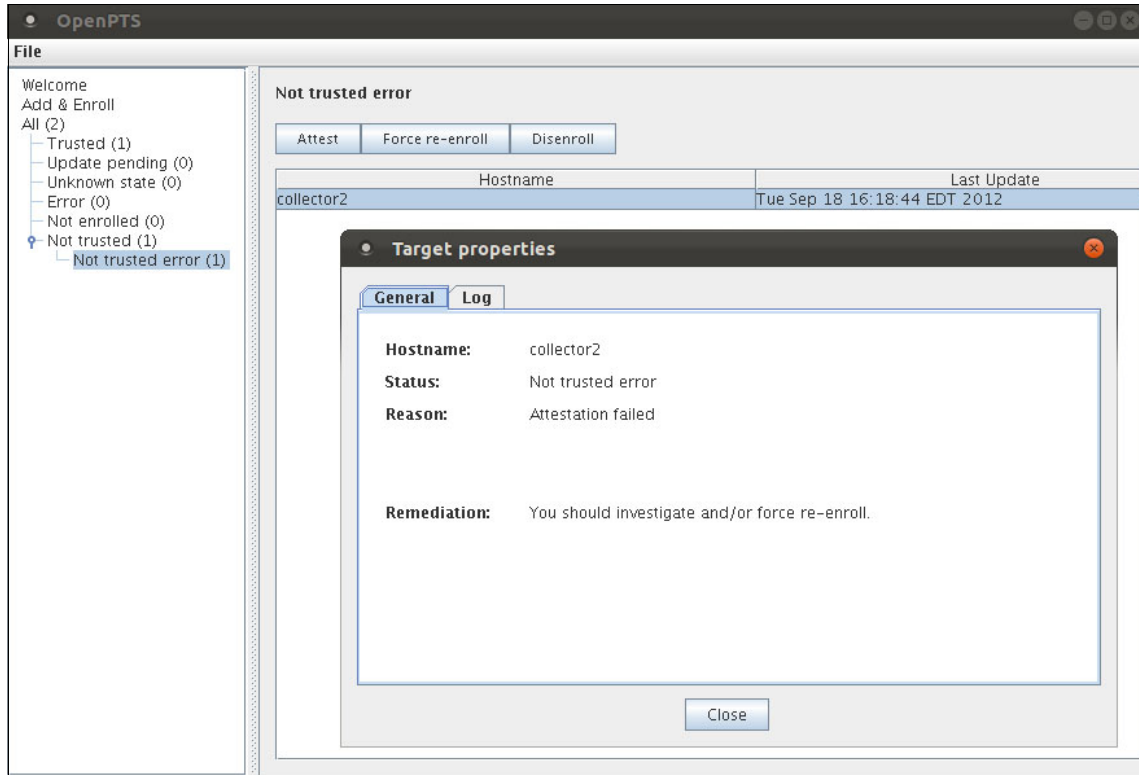 OpenPTS
File
Welcome
Add & Enroll
All (2)
Trusted (1)
Update pending (0)
Unknown state (0)
Error (0)
Not enrolled (0)
Not trusted (1)
Not trusted error (1)
Not trusted error
Attest Force re-enroll Disenroll
Hostname Last Update
collector2 Tue Sep 18 16:18:44 EDT 2012
Target properties
General Log
Hostname: collector2
Status: Not trusted error
Reason: Attestation failed
Remediation: You should investigate and/or force re-enroll.
Close